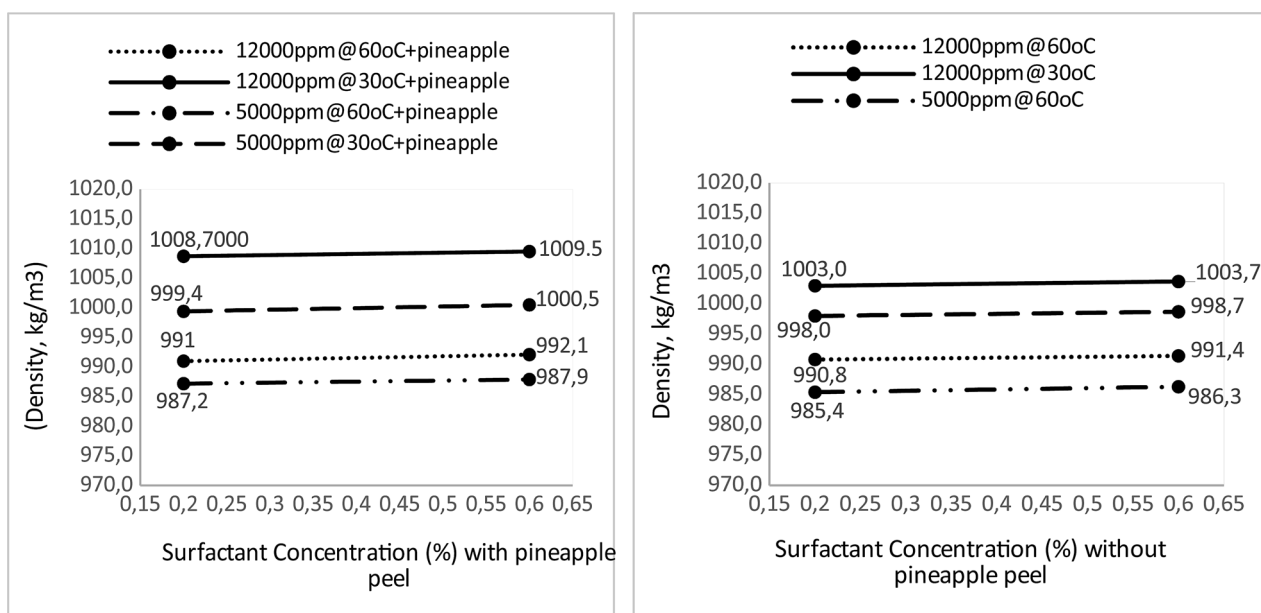 12000ppm@60oC+pineapple
12000ppm@30oC+pineapple
5000ppm@60oC+pineapple
5000ppm@30oC+pineapple
(Density, kg/m3)
1020,0
1015,0
1010,0
1005,0
1000,0
995,0
990,0
985,0
980,0
975,0
970,0
1008,7000
1009.5
999,4
1000,5
991
992,1
987,2
987,9
0,15 0,2 0,25 0,3 0,35 0,4 0,45 0,5 0,55 0,6 0,65
Surfactant Concentration (%) with pineapple
peel
12000ppm@60oC
12000ppm@30oC
5000ppm@60oC
Density, kg/m3
1020,0
1015,0
1010,0
1005,0
1000,0
995,0
990,0
985,0
980,0
975,0
970,0
1003,0
1003,7
998,0
998,7
990,8
991,4
985,4
986,3
0,15 0,2 0,25 0,3 0,35 0,4 0,45 0,5 0,55 0,6 0,65
Surfactant Concentration (%) without
pineapple peel